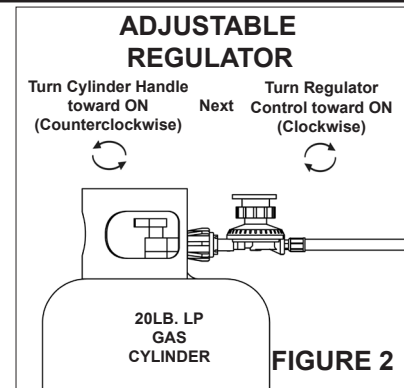 ADJUSTABLE
REGULATOR
Turn Cylinder Handle
toward ON
(Counterclockwise)
Next
Turn Regulator
Control toward ON
(Clockwise)
20LB. LP
GAS
CYLINDER
FIGURE 2